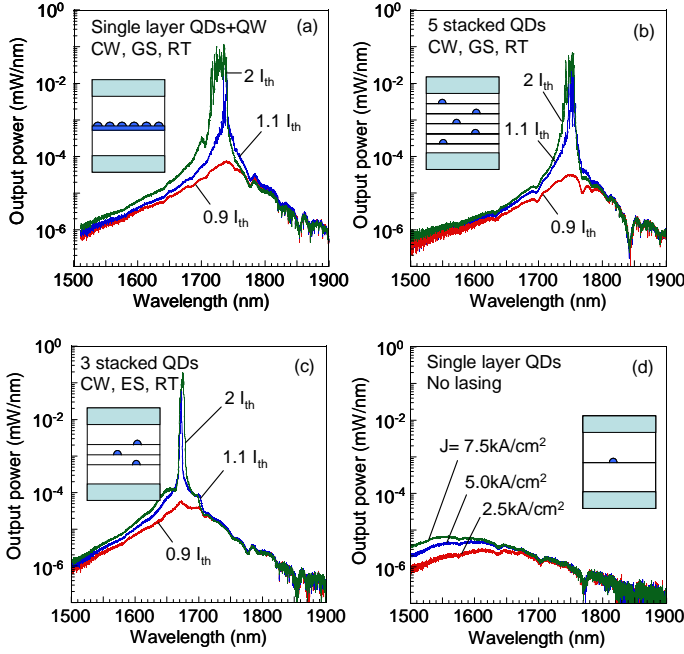 Single layer QDs+QW
CW, GS, RT
(a)
2 I_th
1.1 I_th
0.9 I_th
10^0
10^-2
10^-4
10^-6
Output power (mW/nm)
1500 1600 1700 1800 1900
Wavelength (nm)
5 stacked QDs
CW, GS, RT
(b)
2 I_th
1.1 I_th
0.9 I_th
10^0
10^-2
10^-4
10^-6
Output power (mW/nm)
1500 1600 1700 1800 1900
Wavelength (nm)
3 stacked QDs
CW, ES, RT
(c)
2 I_th
1.1 I_th
0.9 I_th
10^0
10^-2
10^-4
10^-6
Output power (mW/nm)
1500 1600 1700 1800 1900
Wavelength (nm)
Single layer QDs
No lasing
(d)
J= 7.5kA/cm²
5.0kA/cm²
2.5kA/cm²
10^0
10^-2
10^-4
10^-6
Output power (mW/nm)
1500 1600 1700 1800 1900
Wavelength (nm)